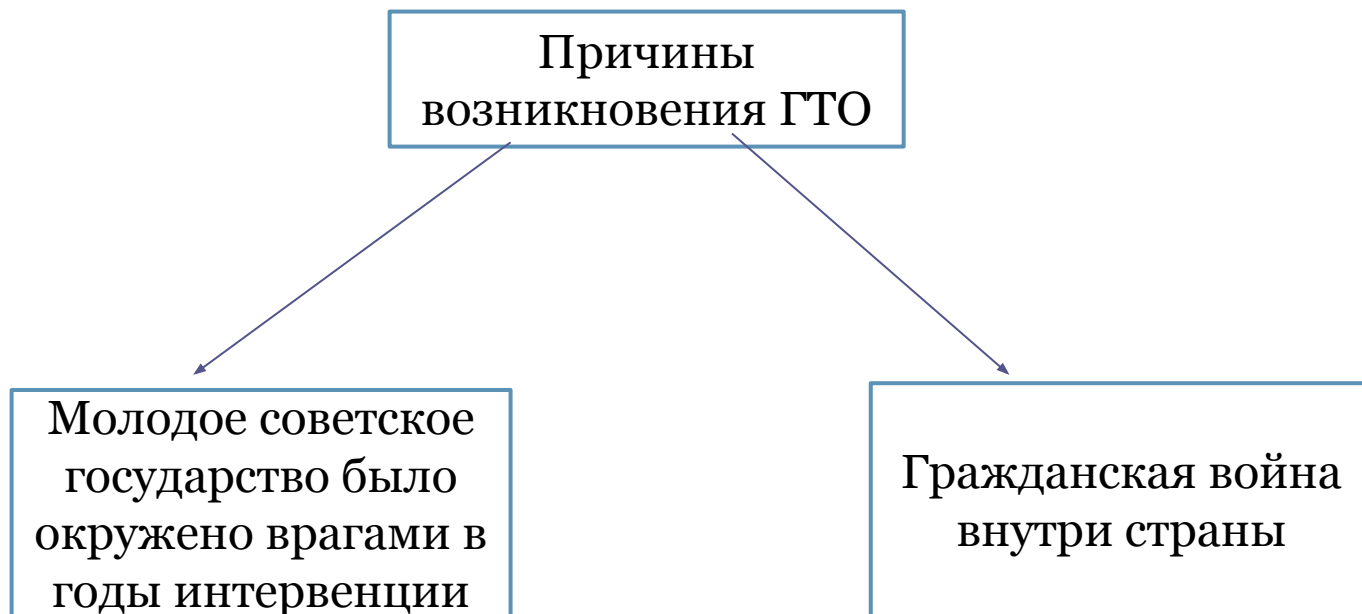 Причины
возникновения ГТО
Молодое советское
государство было
окружено врагами в
годы интервенции
Гражданская война
внутри страны